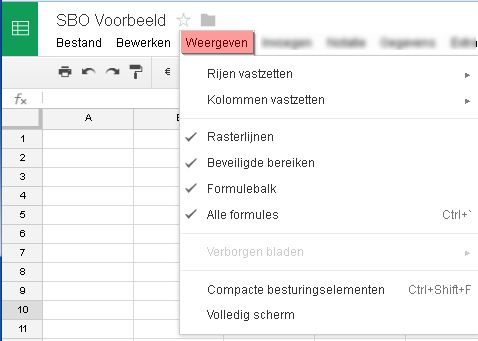 SBO Voorbeeld
Bestand Bewerken Weergeven
€
fx
A
Rijen vastzetten
Kolommen vastzetten
Rasterlijnen
Beveiligde bereiken
Formulebalk
Alle formules Ctrl+`
Verborgen bladen
Compacte besturingselementen Ctrl+Shift+F
Volledig scherm
1
2
3
4
5
6
7
8
9
10
11